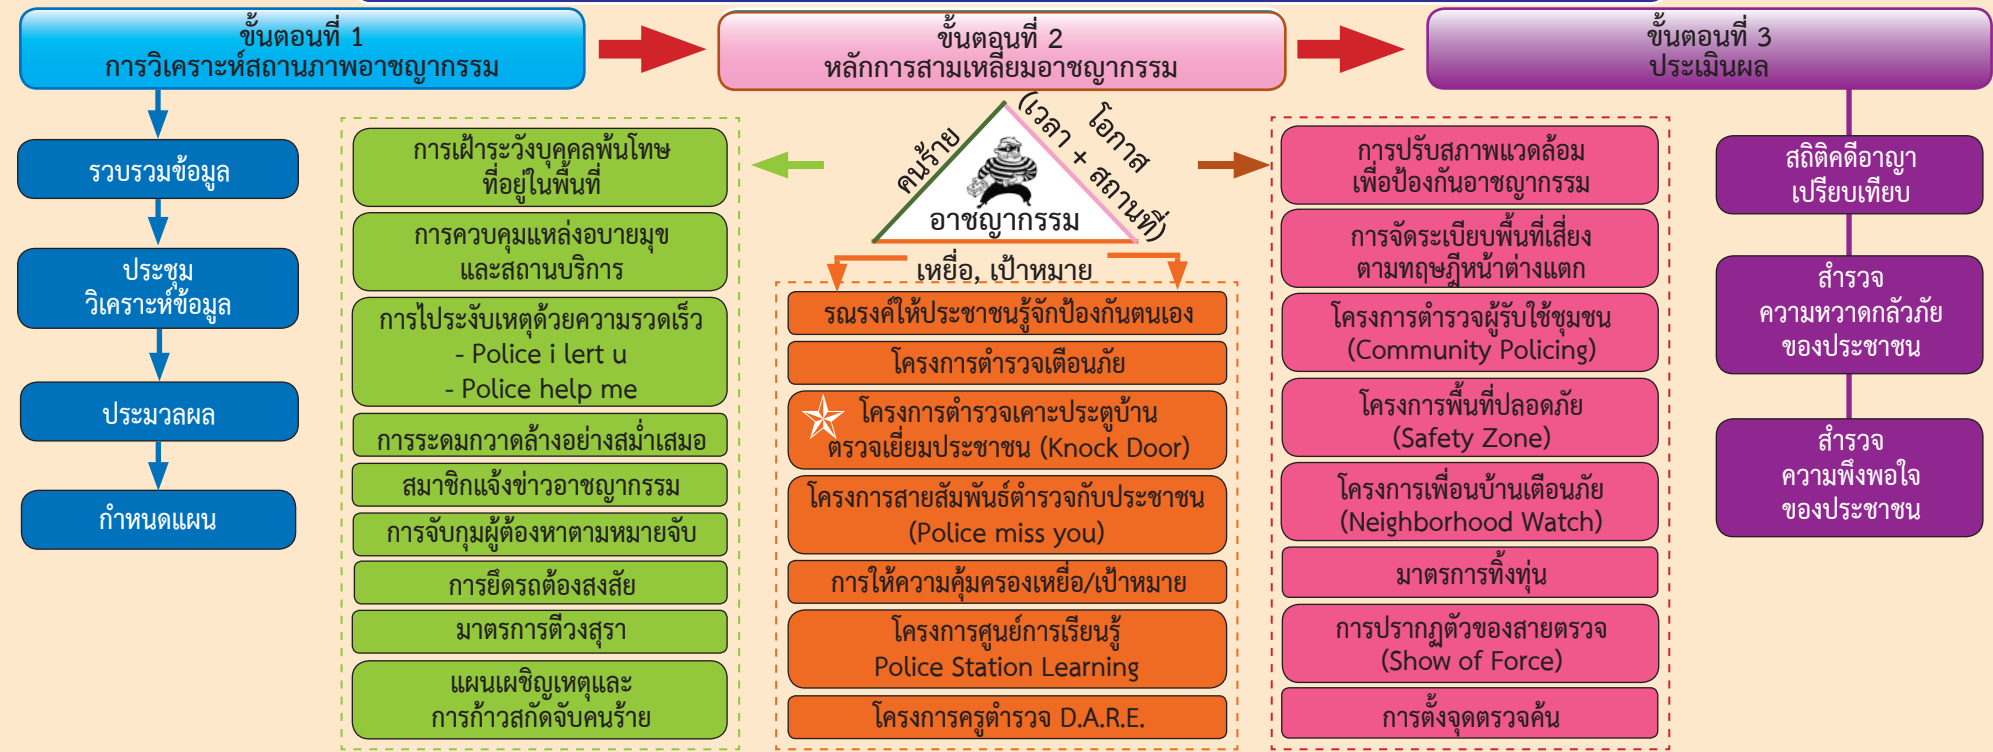 ขั้นตอนที่ 1
การวิเคราะห์สถานภาพอาชญากรรม
ขั้นตอนที่ 2
หลักการสามเหลี่ยมอาชญากรรม
ขั้นตอนที่ 3
ประเมินผล
รวบรวมข้อมูล
ประชุม
วิเคราะห์ข้อมูล
ประมวลผล
กำหนดแผน
การเฝ้าระวังบุคคลพ้นโทษ
ที่อยู่ในพื้นที่
การควบคุมแหล่งอบายมุข
และสถานบริการ
การไประงับเหตุด้วยความรวดเร็ว
- Police i lert u
- Police help me
การระดมกวาดล้างอย่างสม่ำเสมอ
สมาชิกแจ้งข่าวอาชญากรรม
การจับกุมผู้ต้องหาตามหมายจับ
การยึดรถต้องสงสัย
มาตรการตีวงสุรา
แผนเผชิญเหตุและ
การก้าวสกัดจับคนร้าย
คนร้าย
โอกาส
(เวลา + สถานที่)
อาชญากรรม
เหยื่อ, เป้าหมาย
รณรงค์ให้ประชาชนรู้จักป้องกันตนเอง
โครงการตำรวจเตือนภัย
โครงการตำรวจเคาะประตูบ้าน
ตรวจเยี่ยมประชาชน (Knock Door)
โครงการสายสัมพันธ์ตำรวจกับประชาชน
(Police miss you)
การให้ความคุ้มครองเหยื่อ/เป้าหมาย
โครงการศูนย์การเรียนรู้
Police Station Learning
โครงการครูตำรวจ D.A.R.E.
การปรับสภาพแวดล้อม
เพื่อป้องกันอาชญากรรม
การจัดระเบียบพื้นที่เสี่ยง
ตามทฤษฎีหน้าต่างแตก
โครงการตำรวจผู้รับใช้ชุมชน
(Community Policing)
โครงการพื้นที่ปลอดภัย
(Safety Zone)
โครงการเพื่อนบ้านเตือนภัย
(Neighborhood Watch)
มาตรการทิ้งทุ่น
การปรากฏตัวของสายตรวจ
(Show of Force)
การตั้งจุดตรวจค้น
สถิติคดีอาญา
เปรียบเทียบ
สำรวจ
ความหวาดกลัวภัย
ของประชาชน
สำรวจ
ความพึงพอใจ
ของประชาชน